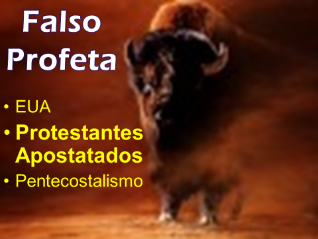 Falso
Profeta
• EUA
• Protestantes
Apostatados
• Pentecostalismo